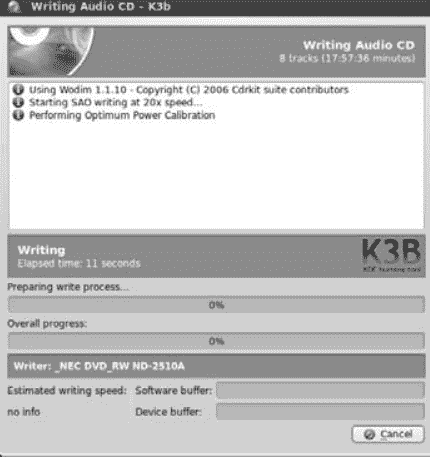 Writing Audio CD - K3b
Writing Audio CD
8 tracks (17:57:36 minutes)
Using Wodim 1.1.10 - Copyright (C) 2006 Cdrkit suite contributors
Starting SAO writing at 20x speed...
Performing Optimum Power Calibration
Writing
Elapsed time: 11 seconds
K3B
KDE burning tool
Preparing write process...
0%
Overall progress:
0%
Writer: _NEC DVD_RW ND-2510A
Estimated writing speed: Software buffer:
no info Device buffer:
Cancel